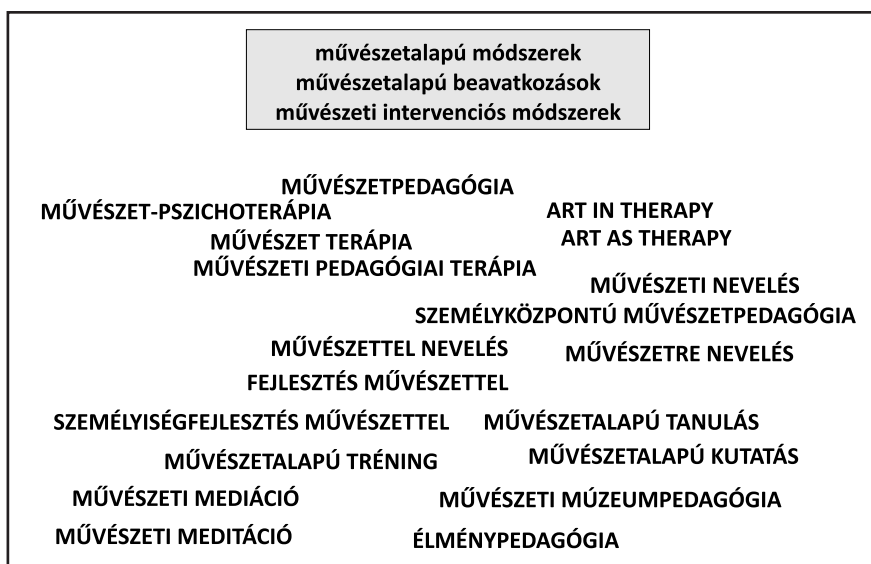 művészetalapú módszerek
művészetalapú beavatkozások
művészeti intervenciós módszerek
MŰVÉSZETPEDAGÓGIA
MŰVÉSZET-PSZICHOTERÁPIA
ART IN THERAPY
MŰVÉSZET TERÁPIA
ART AS THERAPY
MŰVÉSZETI PEDAGÓGIAI TERÁPIA
MŰVÉSZETI NEVELÉS
SZEMÉLYKÖZPONTÚ MŰVÉSZETPEDAGÓGIA
MŰVÉSZETTEL NEVELÉS
MŰVÉSZETRE NEVELÉS
FEJLESZTÉS MŰVÉSZETTEL
SZEMÉLYISÉGFEJLESZTÉS MŰVÉSZETTEL
MŰVÉSZETALAPÚ TANULÁS
MŰVÉSZETALAPÚ TRÉNING
MŰVÉSZETALAPÚ KUTATÁS
MŰVÉSZETI MEDIÁCIÓ
MŰVÉSZETI MÚZEUMPEDAGÓGIA
MŰVÉSZETI MEDITÁCIÓ
ÉLMÉNYPEDAGÓGIA